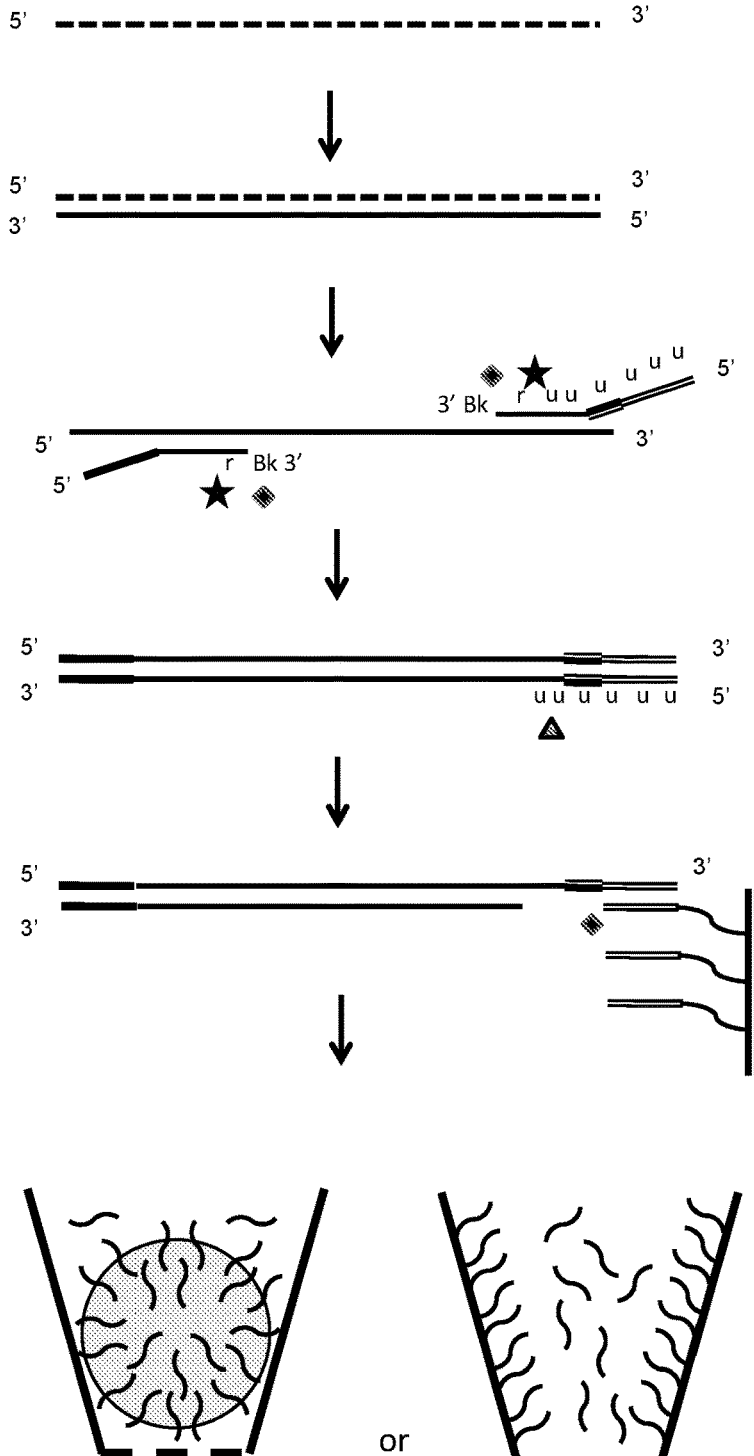 5' 3'
5' 3'
3' 5'
u u u u
r u u 5'
3' Bk
5' 3'
r Bk 3'
5'
5' 3'
3' u u u u u u 5'
5' 3'
3'
or